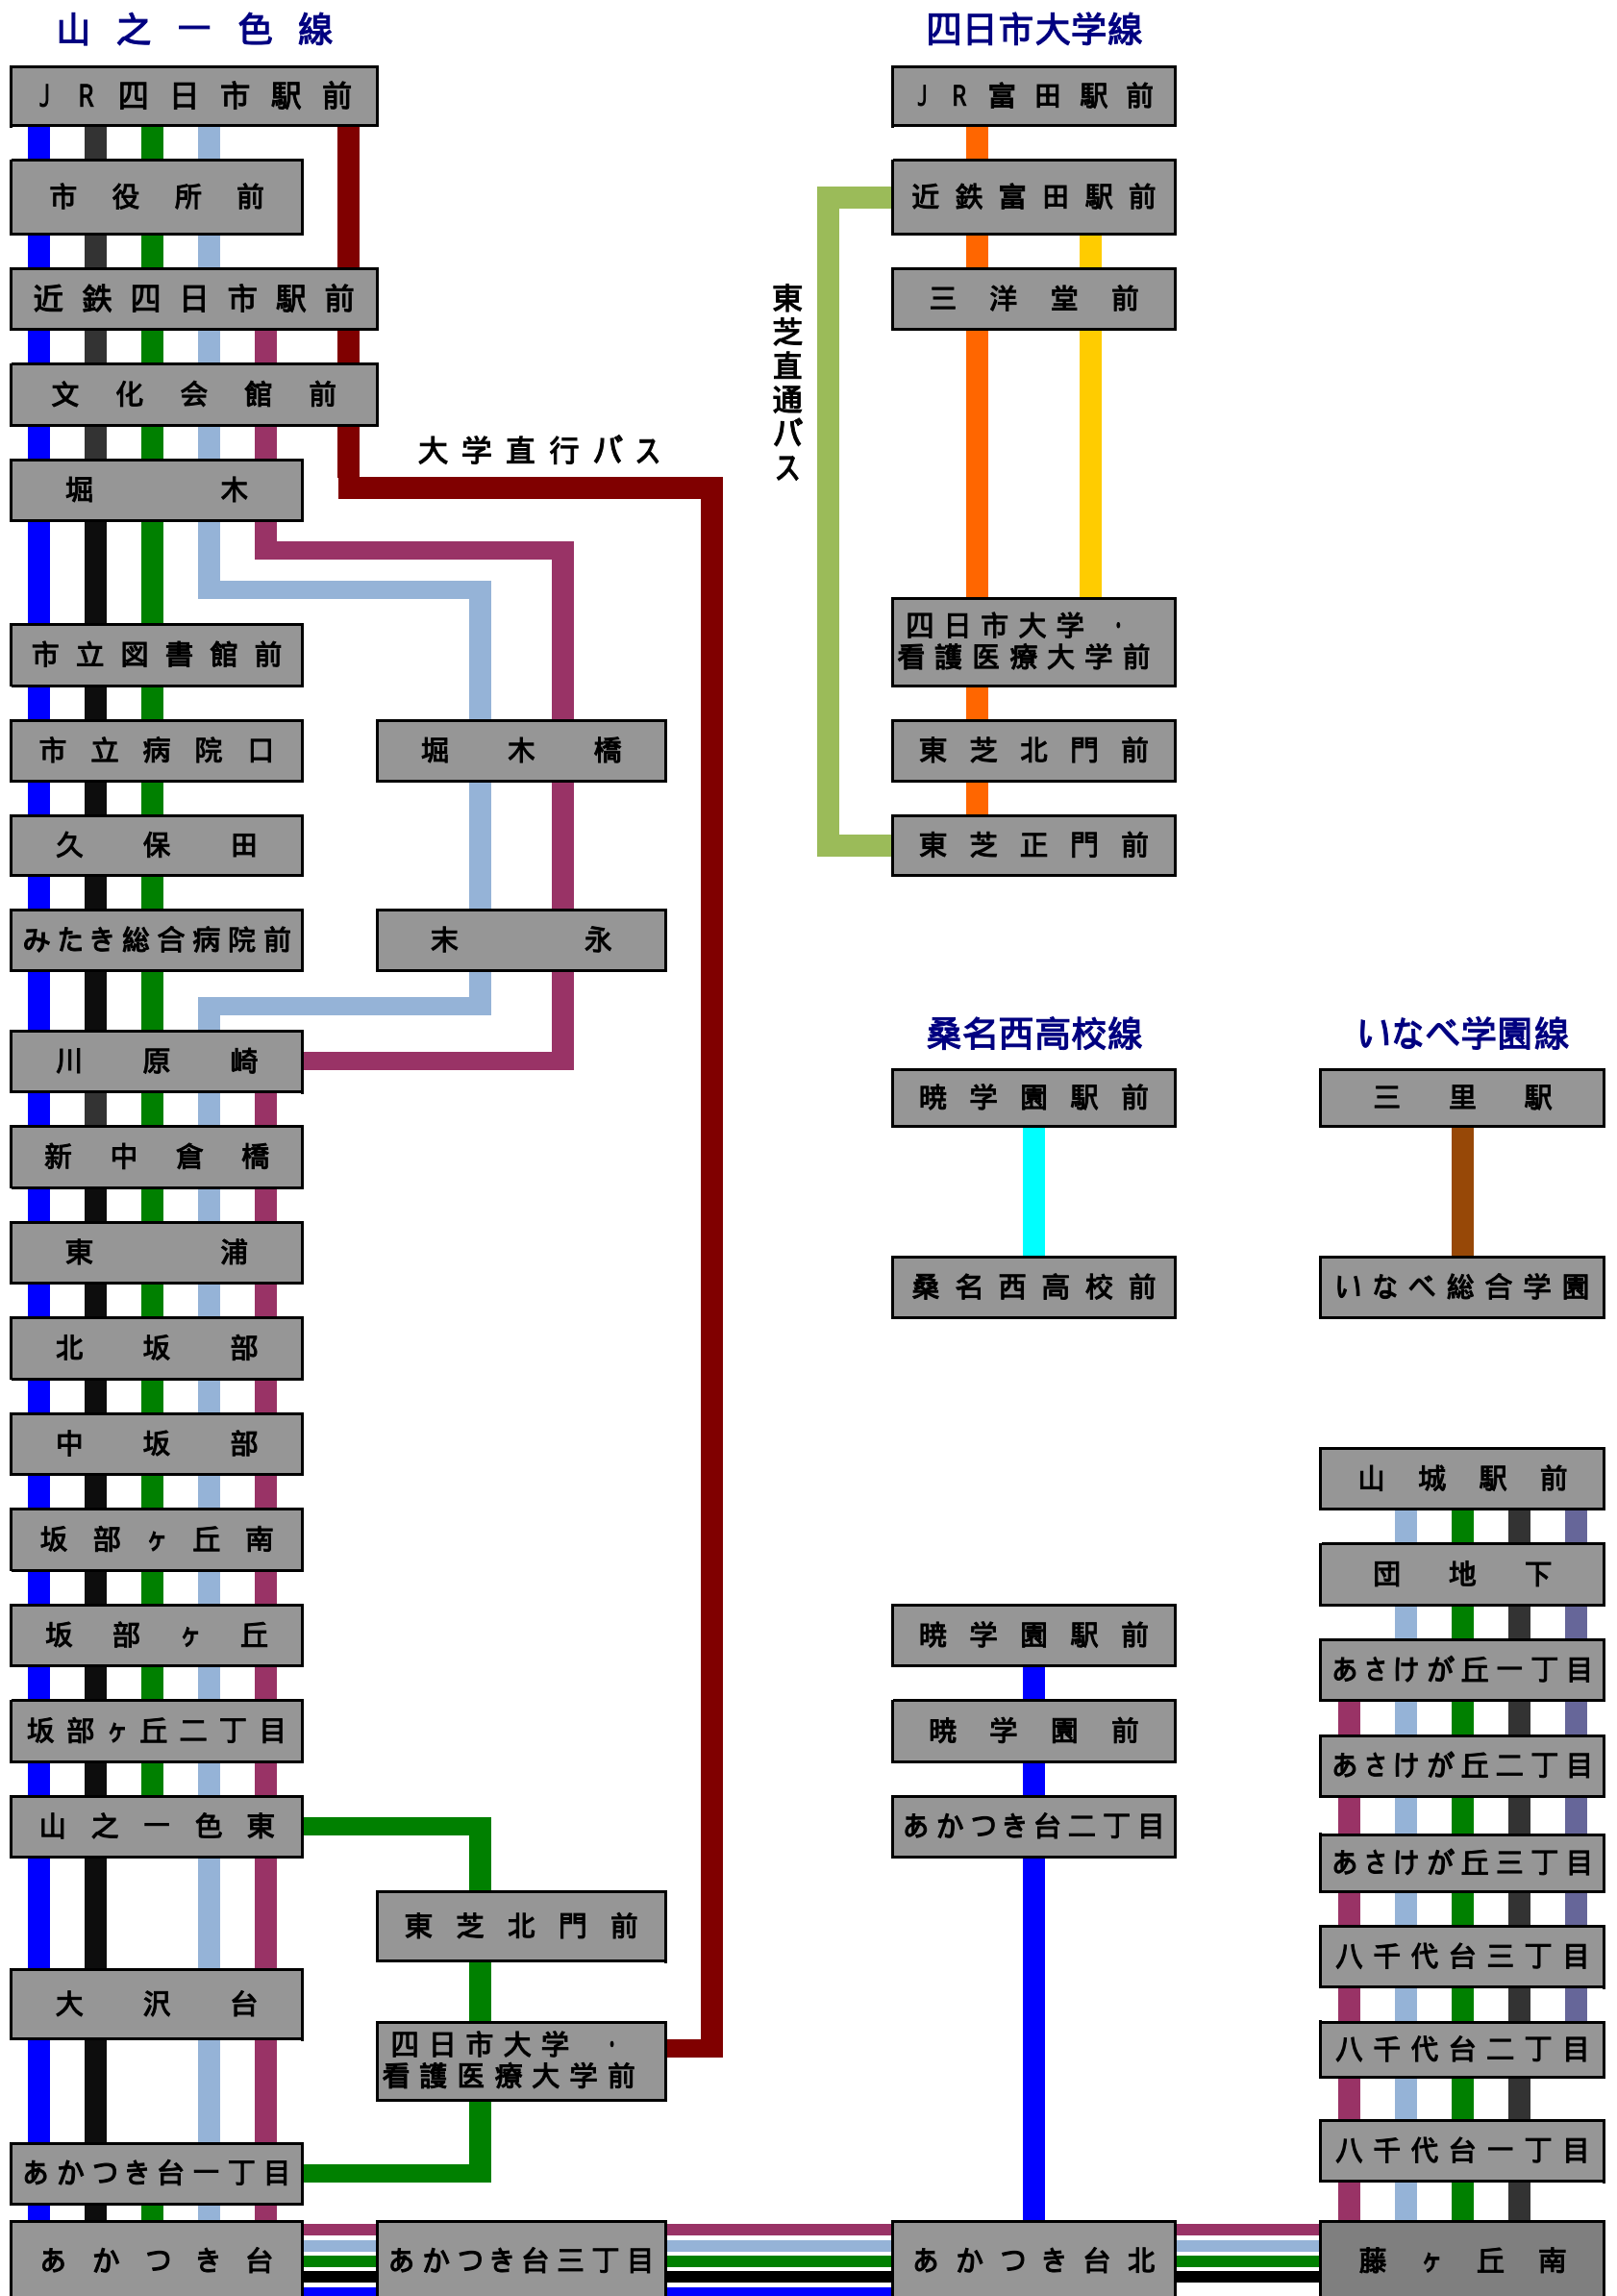 山之一色線
JR四日市駅前
市役所前
近鉄四日市駅前
文化会館前
堀木
大学直行バス
市立図書館前
市立病院口
堀木橋
久保田
みたき総合病院前
末永
川原崎
新中倉橋
東浦
北坂部
中坂部
坂部ヶ丘南
坂部ヶ丘
坂部ヶ丘二丁目
山之一色東
東芝北門前
大沢台
四日市大学・
看護医療大学前
あかつき台一丁目
あかつき台
あかつき台三丁目
四日市大学線
JR富田駅前
近鉄富田駅前
東芝直通バス
三洋堂前
四日市大学・
看護医療大学前
東芝北門前
東芝正門前
桑名西高校線
暁学園駅前
桑名西高校前
いなべ学園線
三里駅
いなべ総合学園
暁学園駅前
暁学園前
あかつき台二丁目
あかつき台北
山城駅前
団地下
あさけが丘一丁目
あさけが丘二丁目
あさけが丘三丁目
八千代台三丁目
八千代台二丁目
八千代台一丁目
藤ヶ丘南